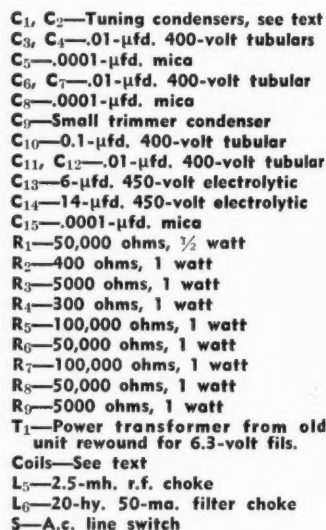 C₁, C₂—Tuning condensers, see text
C₃, C₄—.01-μfd. 400-volt tubulars
C₅—.0001-μfd. mica
C₆, C₇—.01-μfd. 400-volt tubular
C₈—.0001-μfd. mica
C₉—Small trimmer condenser
C₁₀—0.1-μfd. 400-volt tubular
C₁₁, C₁₂—.01-μfd. 400-volt tubular
C₁₃—6-μfd. 450-volt electrolytic
C₁₄—14-μfd. 450-volt electrolytic
C₁₅—.0001-μfd. mica
R₁—50,000 ohms, ½ watt
R₂—400 ohms, 1 watt
R₃—5000 ohms, 1 watt
R₄—300 ohms, 1 watt
R₅—100,000 ohms, 1 watt
R₆—50,000 ohms, 1 watt
R₇—100,000 ohms, 1 watt
R₈—50,000 ohms, 1 watt
R₉—5000 ohms, 1 watt
T₁—Power transformer from old
unit rewound for 6.3-volt fils.
Coils—See text
L₅—2.5-mh. r.f. choke
L₆—20-hy. 50-ma. filter choke
S—A.c. line switch